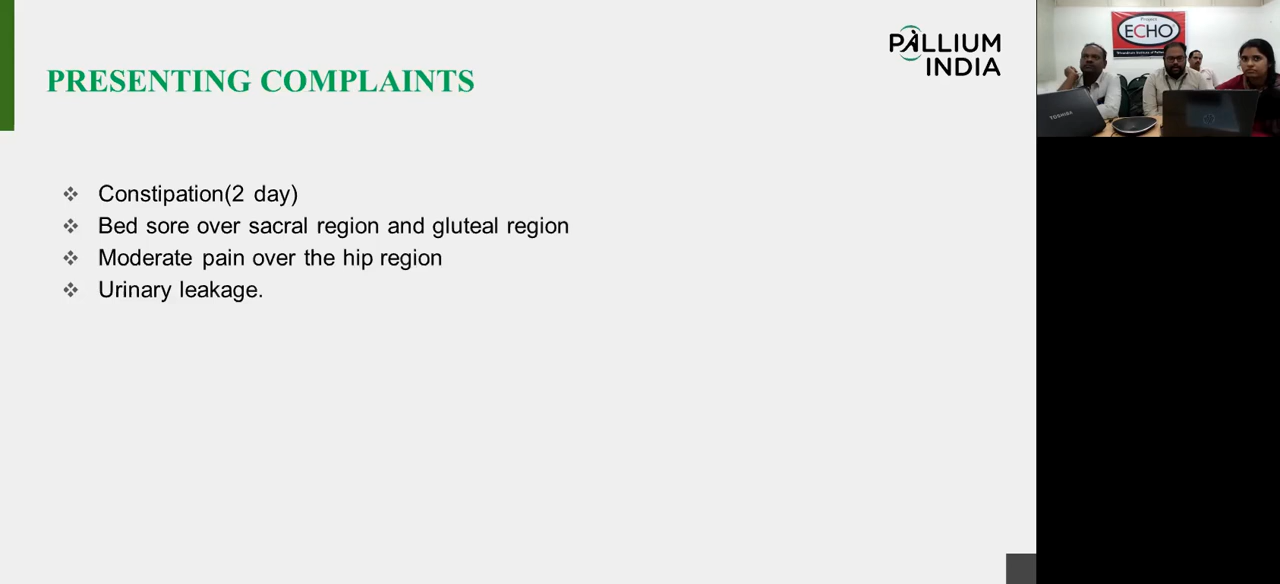 PRESENTING COMPLAINTS
PALLIUM
INDIA
Constipation(2 day)
Bed sore over sacral region and gluteal region
Moderate pain over the hip region
Urinary leakage.
Project
ECHO
TOSHIBA